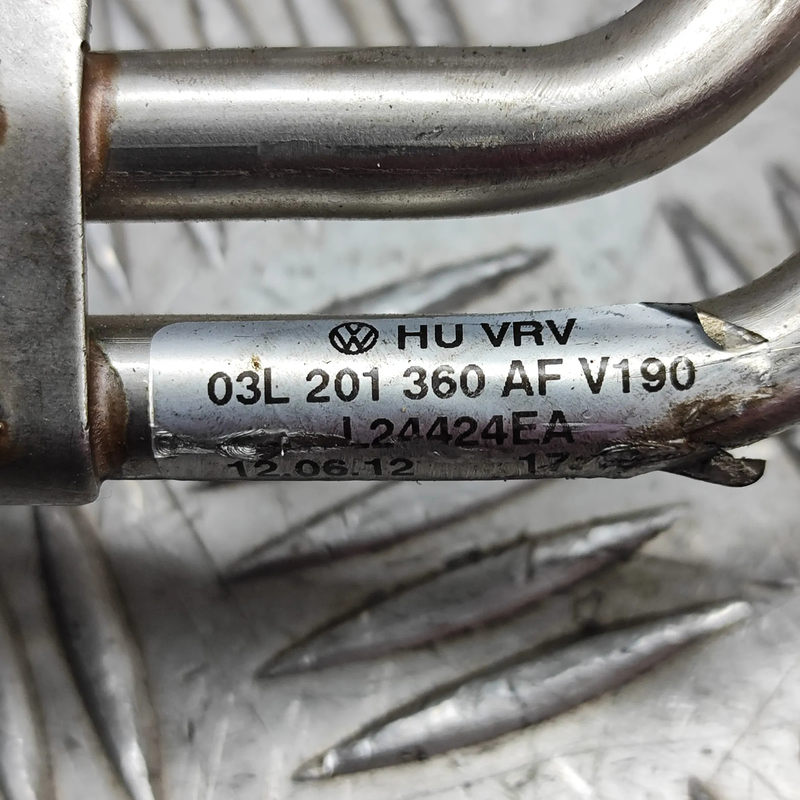 HU VRV
03L 201 360 AF V190
L24424EA
12.06.12